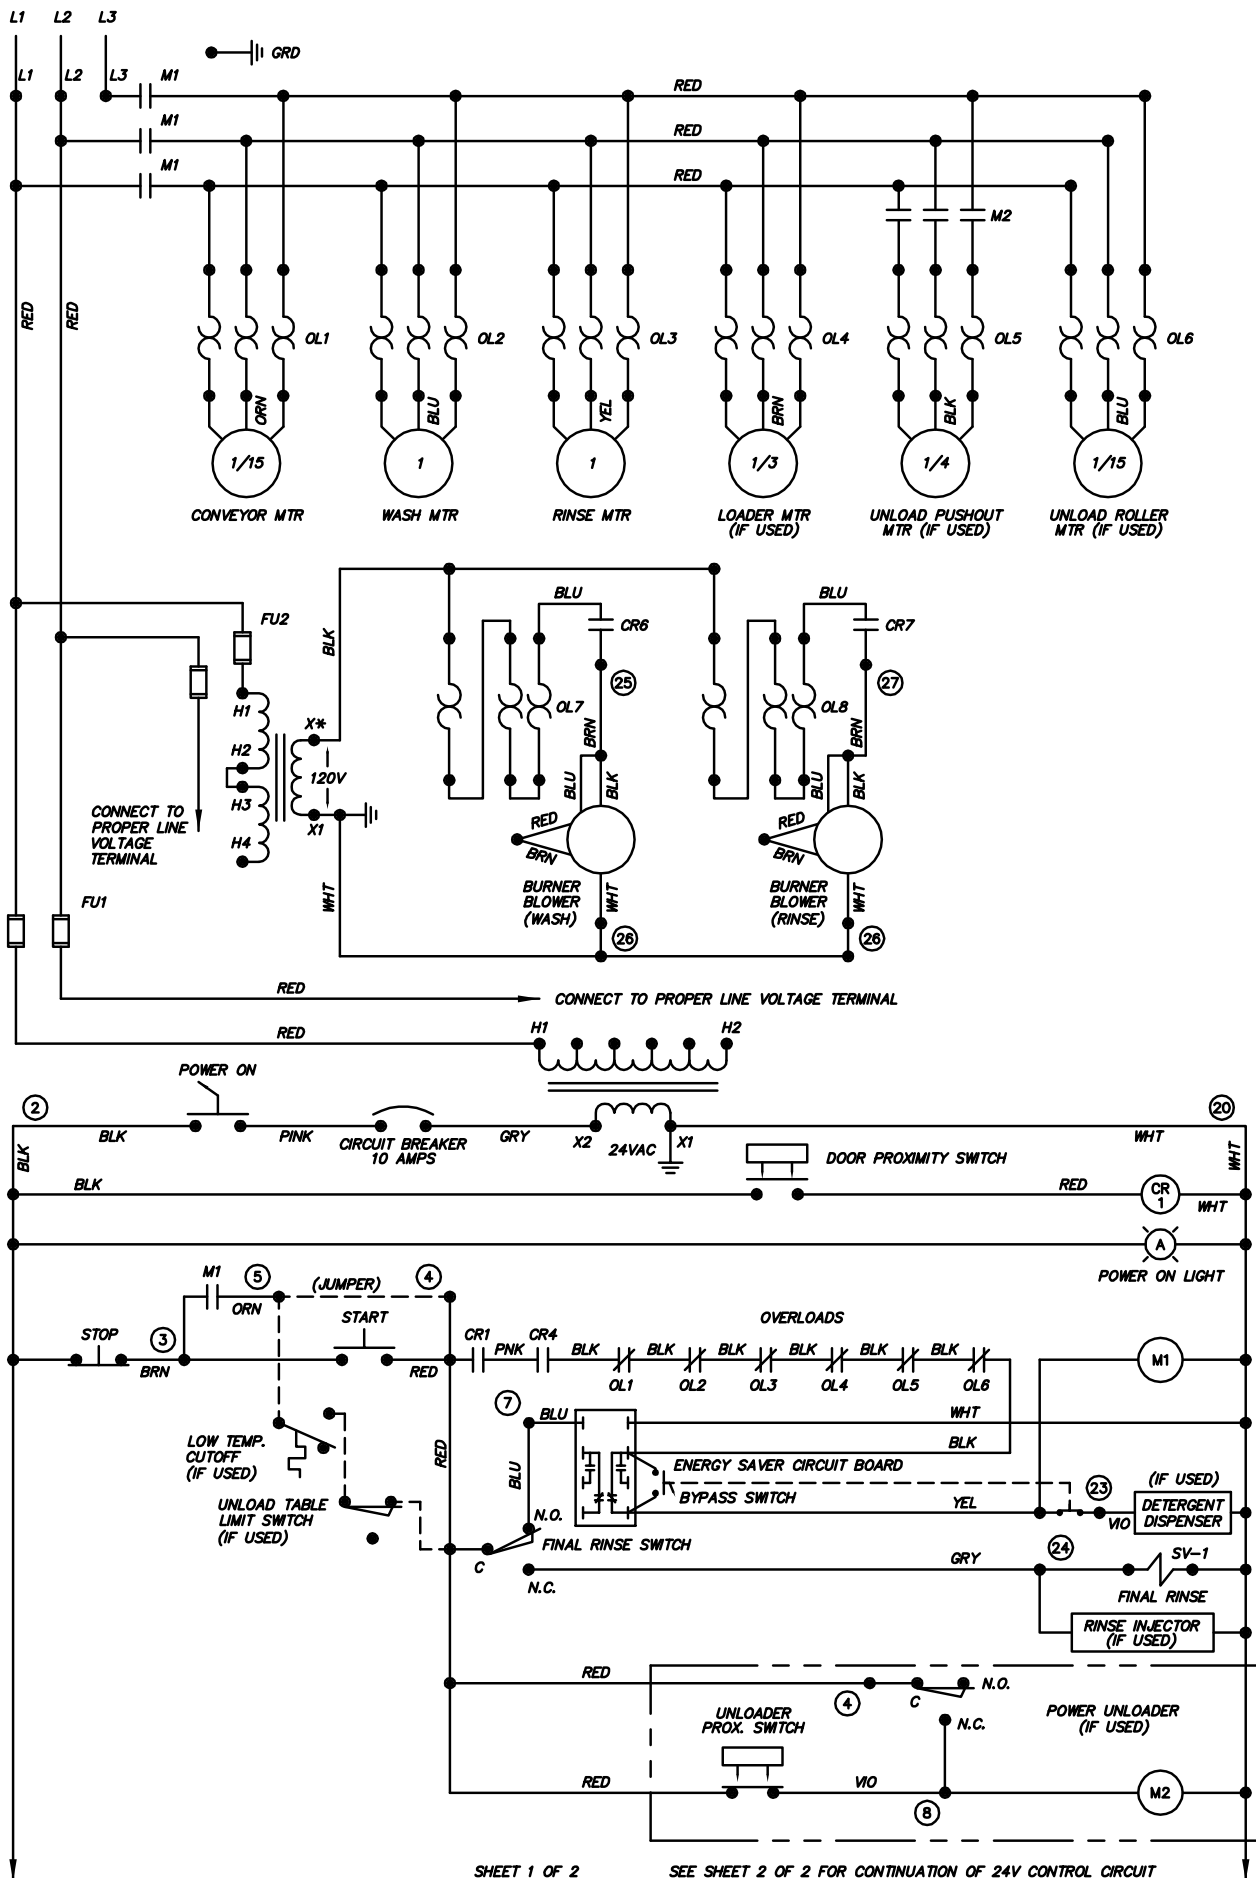 L1 L2 L3
GRD
L1 L2 L3 M1
RED
M1
RED
M1
RED
M2
RED RED
OL1 OL2 OL3 OL4 OL5 OL6
ORN BLU YEL BRN BLK BLU
1/15 1 1 1/3 1/4 1/15
CONVEYOR MTR
WASH MTR
RINSE MTR
LOADER MTR
(IF USED)
UNLOAD PUSHOUT
MTR (IF USED)
UNLOAD ROLLER
MTR (IF USED)
BLU BLU
FU2
BLK
CR6 CR7
25 27
H1
OL7 OL8
X*
BRN BRN
H2
120V
BLU BLK BLU BLK
H3
CONNECT TO
PROPER LINE
VOLTAGE
TERMINAL
X1
RED RED
H4
BRN BRN
WHT
BURNER
BLOWER
(WASH)
WHT
BURNER
BLOWER
(RINSE)
WHT
FU1
26 26
RED
CONNECT TO PROPER LINE VOLTAGE TERMINAL
RED
H1 H2
POWER ON
2 20
BLK PINK
CIRCUIT BREAKER
10 AMPS
GRY
X2 24VAC X1
WHT
BLK WHT
DOOR PROXIMITY SWITCH
BLK RED
CR
1
WHT
A
POWER ON LIGHT
M1 5 (JUMPER) 4
ORN
STOP 3 START
OVERLOADS
BRN RED
CR1 PNK CR4 BLK BLK BLK BLK BLK BLK
OL1 OL2 OL3 OL4 OL5 OL6
M1
7 BLU WHT
LOW TEMP.
CUTOFF
(IF USED)
RED
BLK
BLU
ENERGY SAVER CIRCUIT BOARD
BYPASS SWITCH
(IF USED)
UNLOAD TABLE
LIMIT SWITCH
(IF USED)
YEL
23
VIO
DETERGENT
DISPENSER
N.O.
FINAL RINSE SWITCH
C
N.C.
GRY
24
SV-1
FINAL RINSE
RINSE INJECTOR
(IF USED)
RED
4 C N.O.
UNLOADER
PROX. SWITCH
N.C.
POWER UNLOADER
(IF USED)
RED VIO
8
M2
SHEET 1 OF 2
SEE SHEET 2 OF 2 FOR CONTINUATION OF 24V CONTROL CIRCUIT